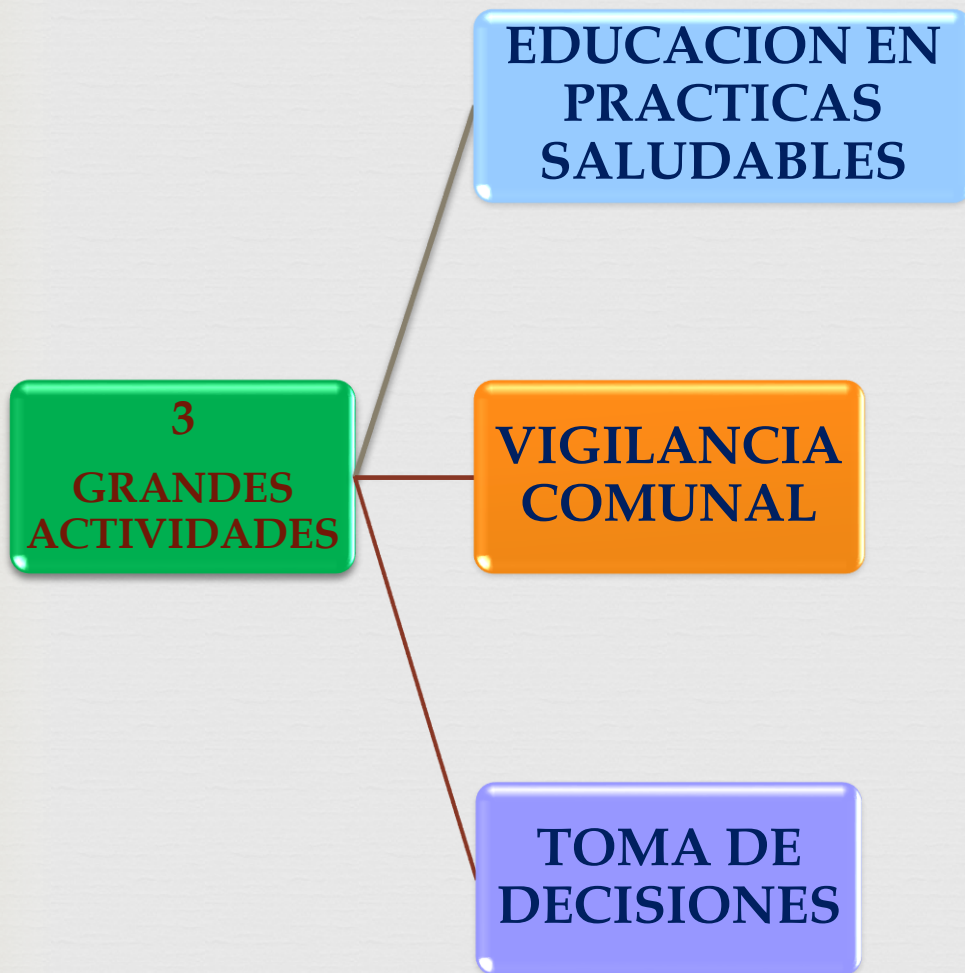 3
GRANDES
ACTIVIDADES
EDUCACION EN
PRACTICAS
SALUDABLES
VIGILANCIA
COMUNAL
TOMA DE
DECISIONES